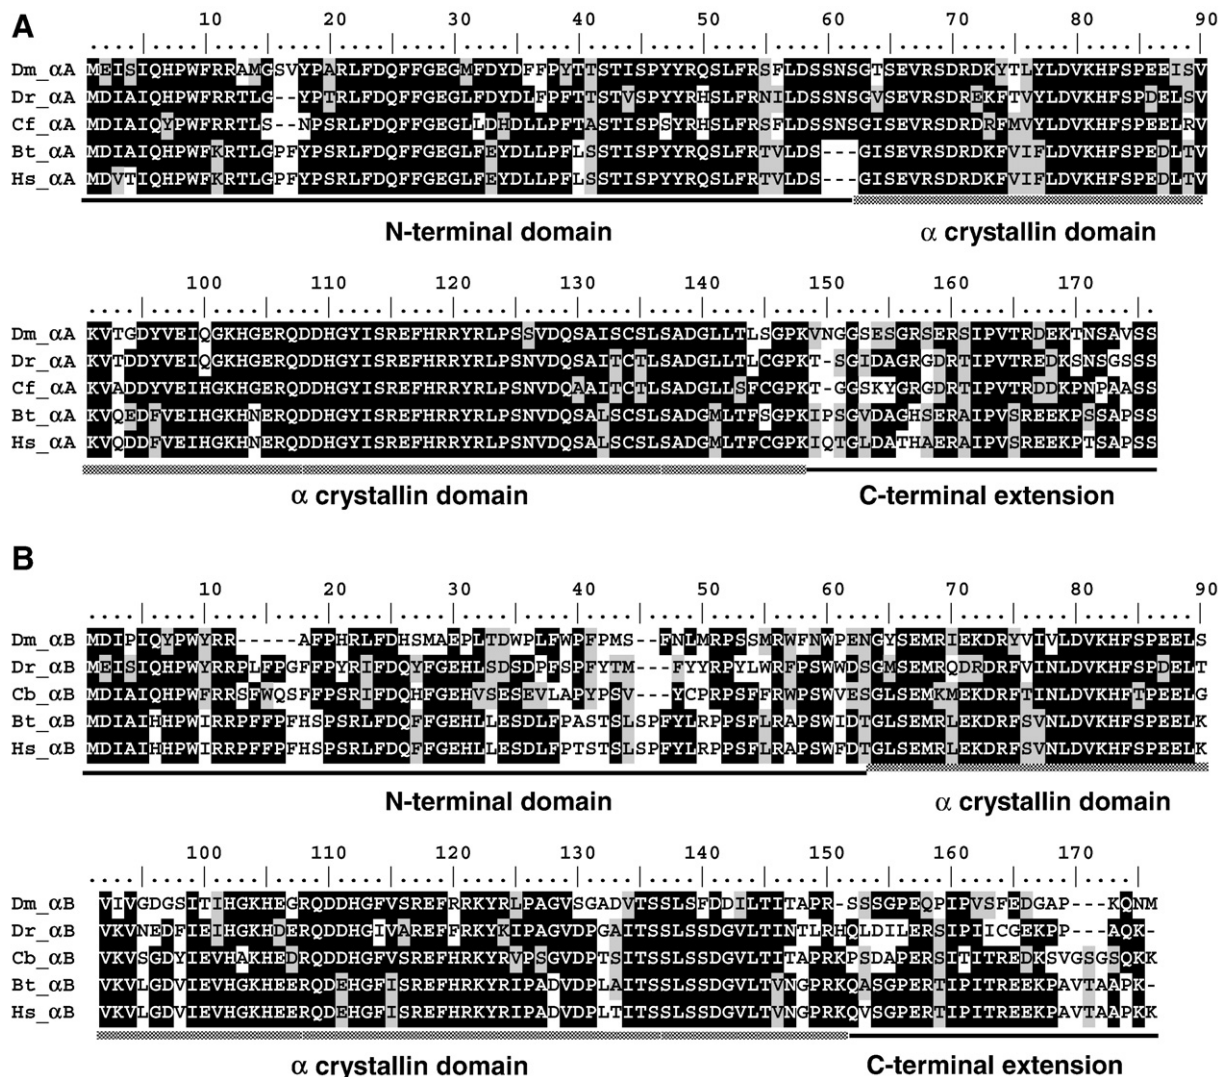 A
10 20 30 40 50 60 70 80 90
Dm_αA MEISIQHPWFRRAMGSVYPARLFDQFFGEGMFDYDFFPYTTSTISPYYRQSLFRSFLDSSNSGTSEVRSDRDKYTLYLDVKHFSPEEISV
Dr_αA MDIAIQHPWFRRTLG--YPTRLFDQFFGEGLFDYDLFPFTTSTVSPYYRHSLFRNILDSSNSGVSEVRSDREKFTVYLDVKHFSPDELSV
Cf_αA MDIAIQYPWFRRTLS--NPSRLFDQFFGEGLLDHDLLPFTASTISPSYRHSLFRSFLDSSNSGISEVRSDRDRFMVYLDVKHFSPEELRV
Bt_αA MDIAIQHPWFKRTLGPFYPSRLFDQFFGEGLFEYDLLPFLSSTISPYYRQSLFRTVLDS---GISEVRSDRDKFVIFLDVKHFSPEDLTV
Hs_αA MDVTIQHPWFKRTLGPFYPSRLFDQFFGEGLFEYDLLPFLSSTISPYYRQSLFRTVLDS---GISEVRSDRDKFVIFLDVKHFSPEDLTV
N-terminal domain α crystallin domain
100 110 120 130 140 150 160 170
Dm_αA KVTGDYVEIQGKHGERQDDHGYISREFHRRYRLPSSVDQSAISCSLSADGLLTLSGPKVNGGSESGRSERSIPVTRDEKTNSAVSS
Dr_αA KVTDDYVEIQGKHGERQDDHGYISREFHRRYRLPSNVDQSAITCTLSADGLLTLCGPKT-SGIDAGRGDRTIPVTREDKSNSGSSS
Cf_αA KVADDYVEIHGKHGERQDDHGYISREFHRRYRLPSNVDQAAITCTLSADGLLSFCGPKT-GGSKYGRGDRTIPVTRDDKPNPAASS
Bt_αA KVQEDFVEIHGKHNERQDDHGYISREFHRRYRLPSNVDQSALSCSLSADGMLTFSGPKIPSGVDAGHSERAIPVSREEKPSSAPSS
Hs_αA KVQDDFVEIHGKHNERQDDHGYISREFHRRYRLPSNVDQSALSCSLSADGMLTFCGPKIQTGLDATHAERAIPVSREEKPTSAPSS
α crystallin domain C-terminal extension
B
10 20 30 40 50 60 70 80 90
Dm_αB MDIPIQYPWYRR-----AFPHRLFDHSMAEPLTDWPLFWPFPMS--FNLMRPSSMRWFNWPENGYSEMRIEKDRYVIVLDVKHFSPEELS
Dr_αB MEISIQHPWYRRPLFPGFFPYRIFDQYFGEHLSDSDPFSPFYTM---FYYRPYLWRFPSWWDSGMSEMRQDRDRFVINLDVKHFSPDELT
Cb_αB MDIAIQHPWFRRSFWQSFFPSRIFDQHFGEHVSESEVLAPYPSV---YCPRPSFFRWPSWVESGLSEMKMEKDRFTINLDVKHFTPEELG
Bt_αB MDIAIHHPWIRRPFFPFHSPSRLFDQFFGEHLLESDLFPASTSLSPFYLRPPSFLRAPSWIDTGLSEMRLEKDRFSVNLDVKHFSPEELK
Hs_αB MDIAIHHPWIRRPFFPFHSPSRLFDQFFGEHLLESDLFPTSTSLSPFYLRPPSFLRAPSWFDTGLSEMRLEKDRFSVNLDVKHFSPEELK
N-terminal domain α crystallin domain
100 110 120 130 140 150 160 170
Dm_αB VIVGDGSITIHGKHEGRQDDHGFVSREFRRKYRLPAGVSGADVTSSLSFDDILTITAPR-SSSGPEQPIPVSFEDGAP---KQNM
Dr_αB VKVNEDFIEIHGKHDERQDDHGIVAREFFRKYKIPAGVDPGAITSSLSSDGVLTINTLRHQLDILERSIPIICGEKPP---AQK-
Cb_αB VKVSGDYIEVHAKHEDRQDDHGFVSREFHRKYRVPSGVDPTSITSSLSSDGVLTITAPRKPSDAPERSITITREDKSVGSGSQKK
Bt_αB VKVLGDVIEVHGKHEERQDEHGFISREFHRKYRIPADVDPLAITSSLSSDGVLTVNGPRKQASGPERTIPITREEKPAVTAAPK-
Hs_αB VKVLGDVIEVHGKHEERQDEHGFISREFHRKYRIPADVDPLTITSSLSSDGVLTVNGPRKQVSGPERTIPITREEKPAVTAAPKK
α crystallin domain C-terminal extension